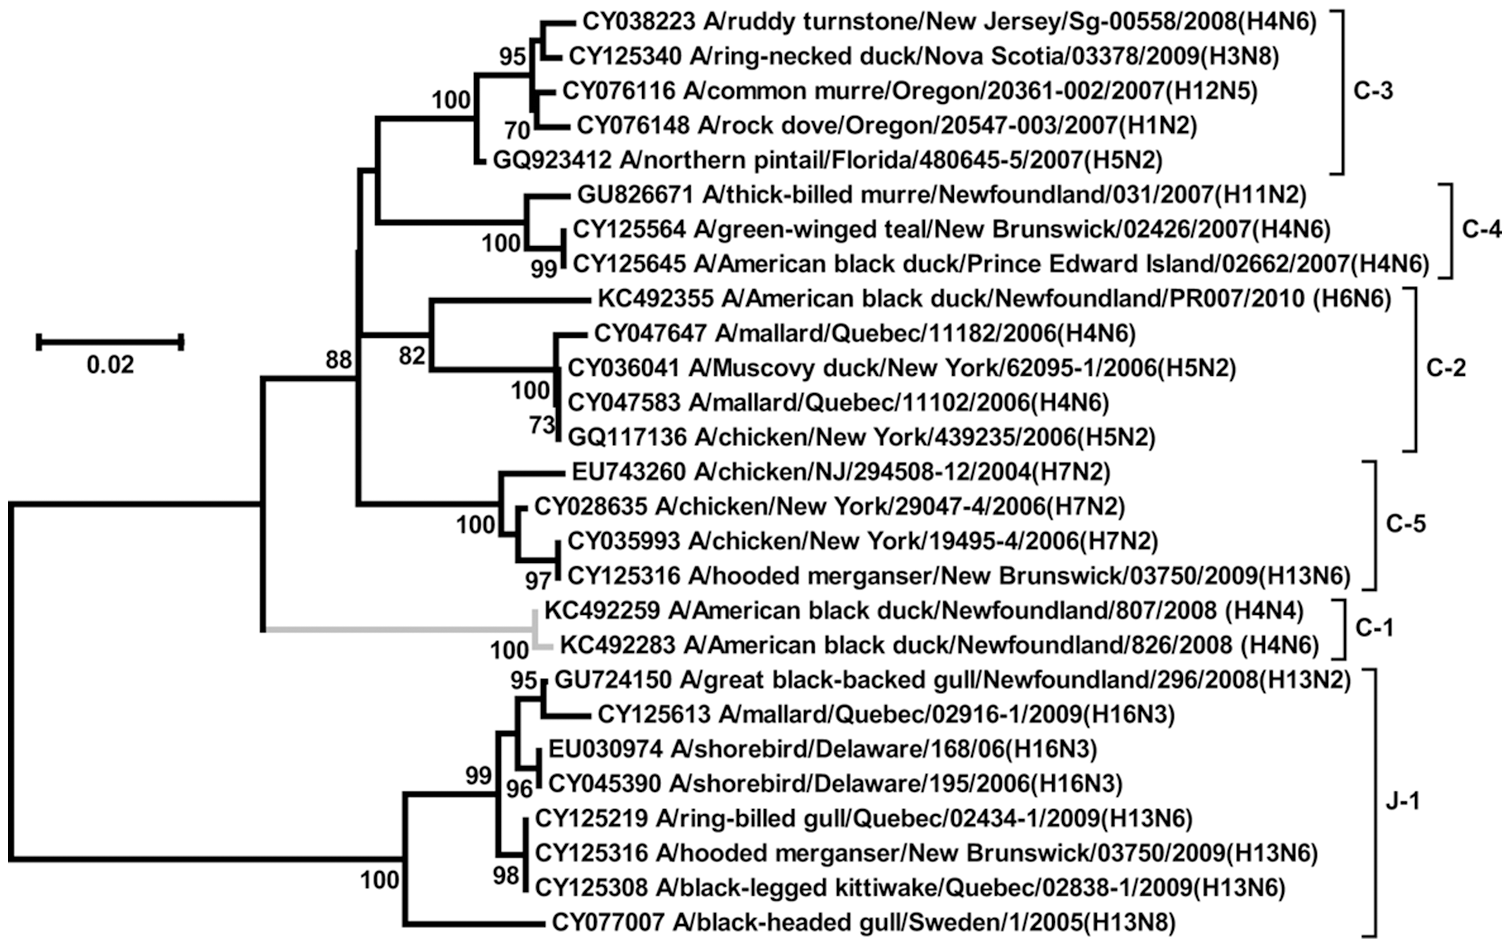 CY038223 A/ruddy turnstone/New Jersey/Sg-00558/2008(H4N6)
95
CY125340 A/ring-necked duck/Nova Scotia/03378/2009(H3N8)
CY076116 A/common murre/Oregon/20361-002/2007(H12N5)
C-3
100
70
CY076148 A/rock dove/Oregon/20547-003/2007(H1N2)
GQ923412 A/northern pintail/Florida/480645-5/2007(H5N2)
GU826671 A/thick-billed murre/Newfoundland/031/2007(H11N2)
CY125564 A/green-winged teal/New Brunswick/02426/2007(H4N6)
C-4
100
99
CY125645 A/American black duck/Prince Edward Island/02662/2007(H4N6)
KC492355 A/American black duck/Newfoundland/PR007/2010 (H6N6)
CY047647 A/mallard/Quebec/11182/2006(H4N6)
0.02
88
82
CY036041 A/Muscovy duck/New York/62095-1/2006(H5N2)
C-2
100
CY047583 A/mallard/Quebec/11102/2006(H4N6)
73
GQ117136 A/chicken/New York/439235/2006(H5N2)
EU743260 A/chicken/NJ/294508-12/2004(H7N2)
CY028635 A/chicken/New York/29047-4/2006(H7N2)
100
C-5
CY035993 A/chicken/New York/19495-4/2006(H7N2)
97
CY125316 A/hooded merganser/New Brunswick/03750/2009(H13N6)
KC492259 A/American black duck/Newfoundland/807/2008 (H4N4)
C-1
100
KC492283 A/American black duck/Newfoundland/826/2008 (H4N6)
95
GU724150 A/great black-backed gull/Newfoundland/296/2008(H13N2)
CY125613 A/mallard/Quebec/02916-1/2009(H16N3)
EU030974 A/shorebird/Delaware/168/06(H16N3)
99
96
CY045390 A/shorebird/Delaware/195/2006(H16N3)
J-1
CY125219 A/ring-billed gull/Quebec/02434-1/2009(H13N6)
CY125316 A/hooded merganser/New Brunswick/03750/2009(H13N6)
98
100
CY125308 A/black-legged kittiwake/Quebec/02838-1/2009(H13N6)
CY077007 A/black-headed gull/Sweden/1/2005(H13N8)